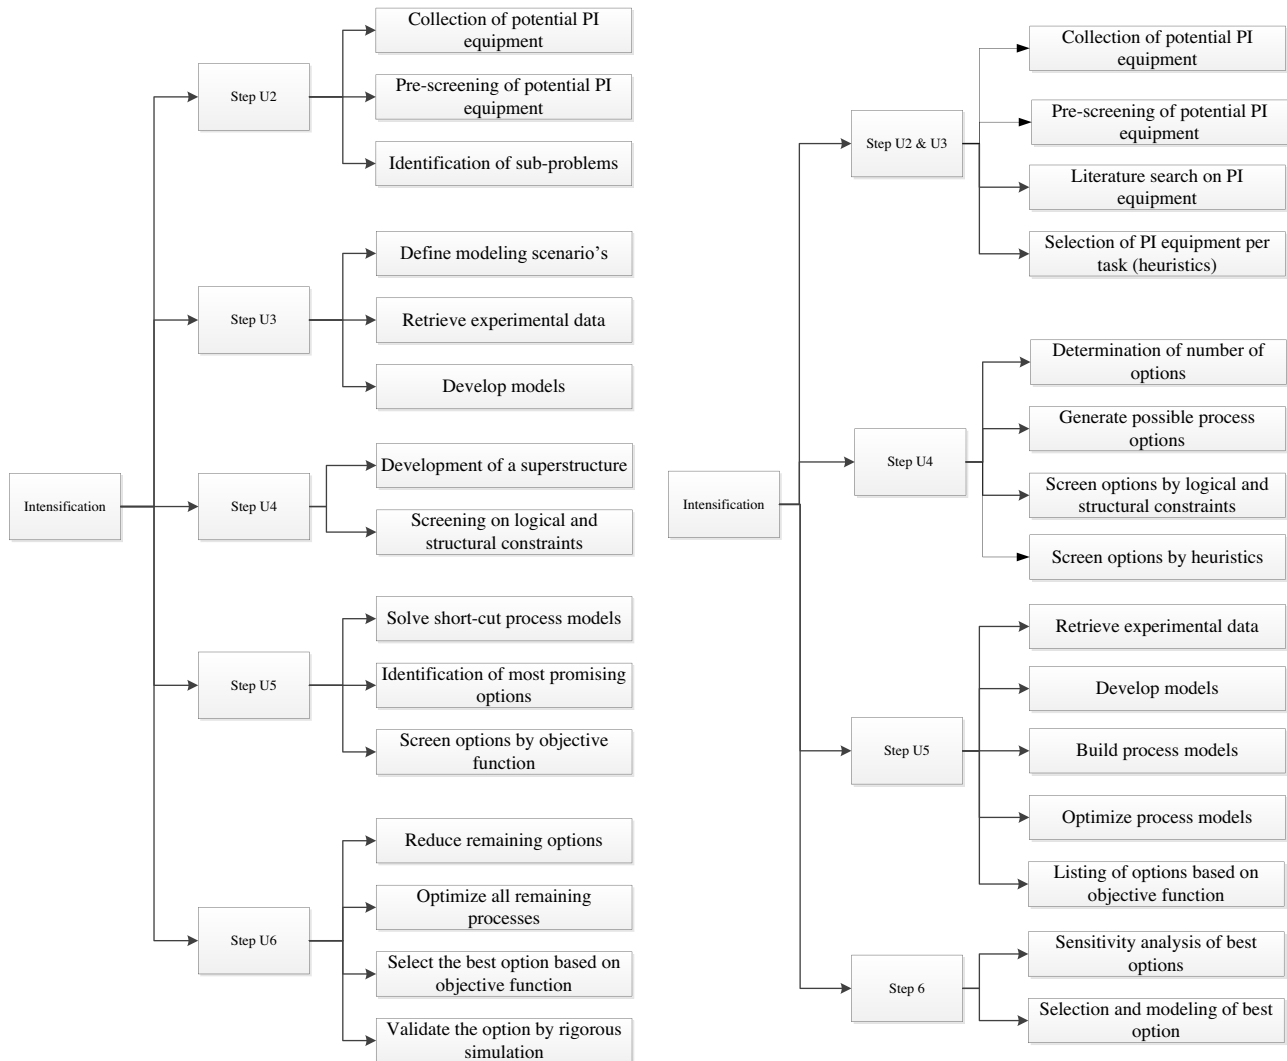 Intensification
Step U2
Collection of potential PI
equipment
Pre-screening of potential PI
equipment
Identification of sub-problems
Step U3
Define modeling scenario's
Retrieve experimental data
Develop models
Step U4
Development of a superstructure
Screening on logical and
structural constraints
Step U5
Solve short-cut process models
Identification of most promising
options
Screen options by objective
function
Step U6
Reduce remaining options
Optimize all remaining
processes
Select the best option based on
objective function
Validate the option by rigorous
simulation
Intensification
Step U2 & U3
Collection of potential PI
equipment
Pre-screening of potential PI
equipment
Literature search on PI
equipment
Selection of PI equipment per
task (heuristics)
Step U4
Determination of number of
options
Generate possible process
options
Screen options by logical and
structural constraints
Screen options by heuristics
Step U5
Retrieve experimental data
Develop models
Build process models
Optimize process models
Listing of options based on
objective function
Step 6
Sensitivity analysis of best
options
Selection and modeling of best
option